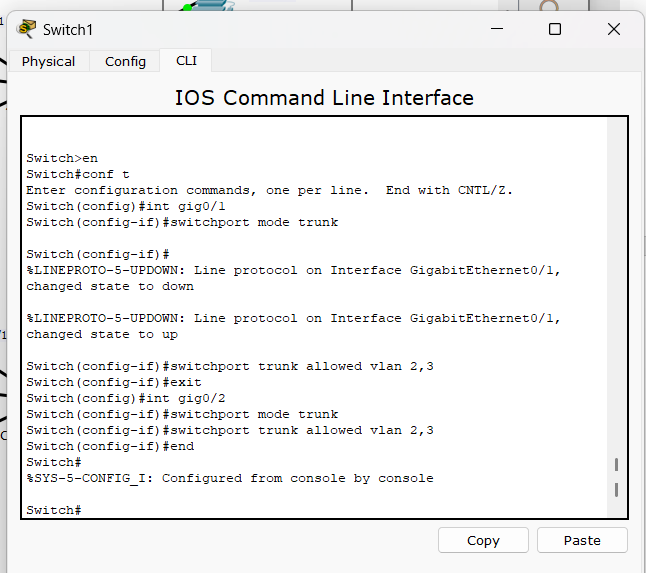 Switch1
Physical Config CLI
IOS Command Line Interface
Switch>en
Switch#conf t
Enter configuration commands, one per line.  End with CNTL/Z.
Switch(config)#int gig0/1
Switch(config-if)#switchport mode trunk
Switch(config-if)#
%LINEPROTO-5-UPDOWN: Line protocol on Interface GigabitEthernet0/1,
changed state to down
%LINEPROTO-5-UPDOWN: Line protocol on Interface GigabitEthernet0/1,
changed state to up
Switch(config-if)#switchport trunk allowed vlan 2,3
Switch(config-if)#exit
Switch(config)#int gig0/2
Switch(config-if)#switchport mode trunk
Switch(config-if)#switchport trunk allowed vlan 2,3
Switch(config-if)#end
Switch#
%SYS-5-CONFIG_I: Configured from console by console
Switch#
Copy Paste